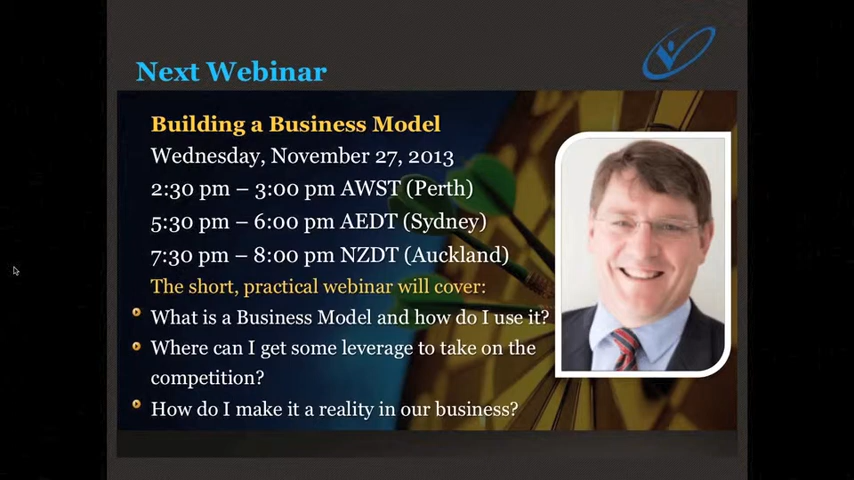 Next Webinar
Building a Business Model
Wednesday, November 27, 2013
2:30 pm – 3:00 pm AWST (Perth)
5:30 pm – 6:00 pm AEDT (Sydney)
7:30 pm – 8:00 pm NZDT (Auckland)
The short, practical webinar will cover:
What is a Business Model and how do I use it?
Where can I get some leverage to take on the
competition?
How do I make it a reality in our business?